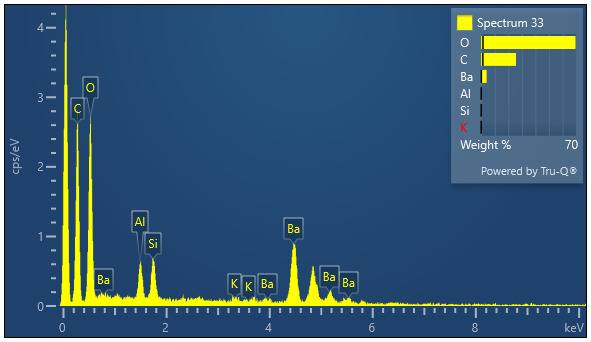 Spectrum 33
O
C
Ba
Al
Si
K
Weight % 70
Powered by Tru-Q®
cps/eV
4
3
2
1
0
C
O
Ba
Al
Si
K
K
Ba
Ba
Ba
Ba
0 2 4 6 8 keV